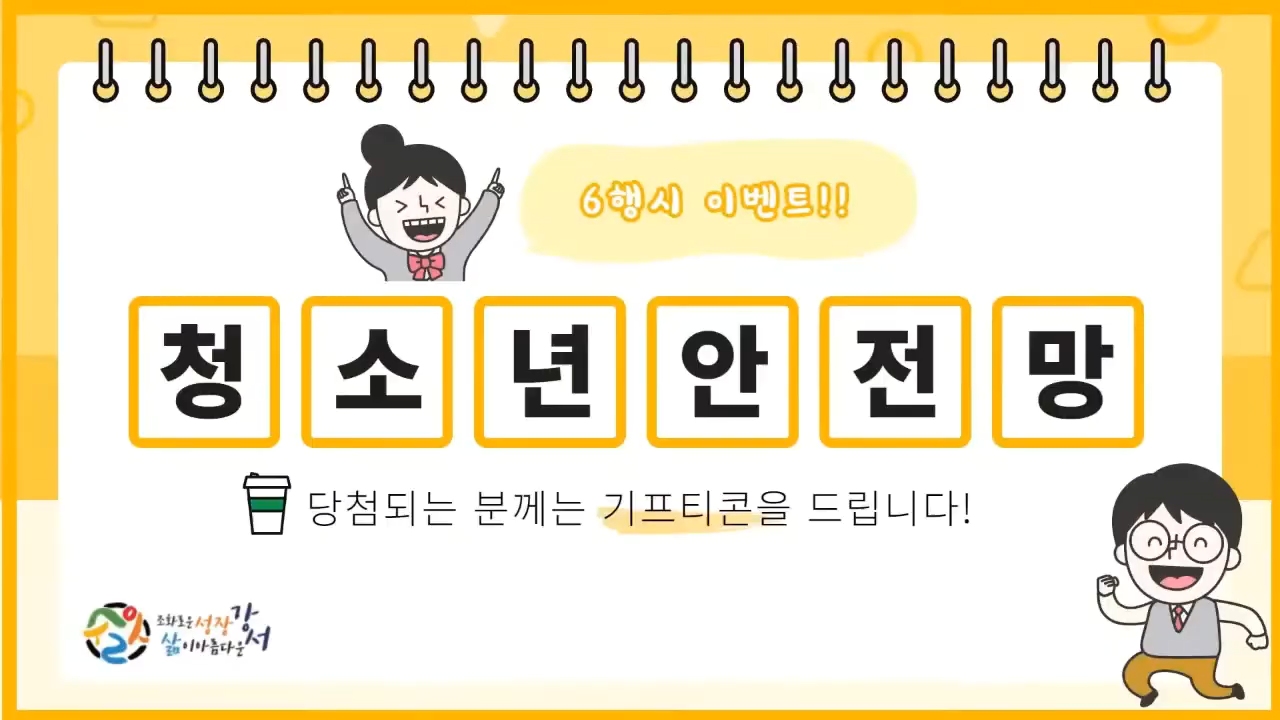 6행시 이벤트!!
청소년안전망
당첨되는 분께는 기프티콘을 드립니다!
조화로운 성장 강서
삶이아름다운